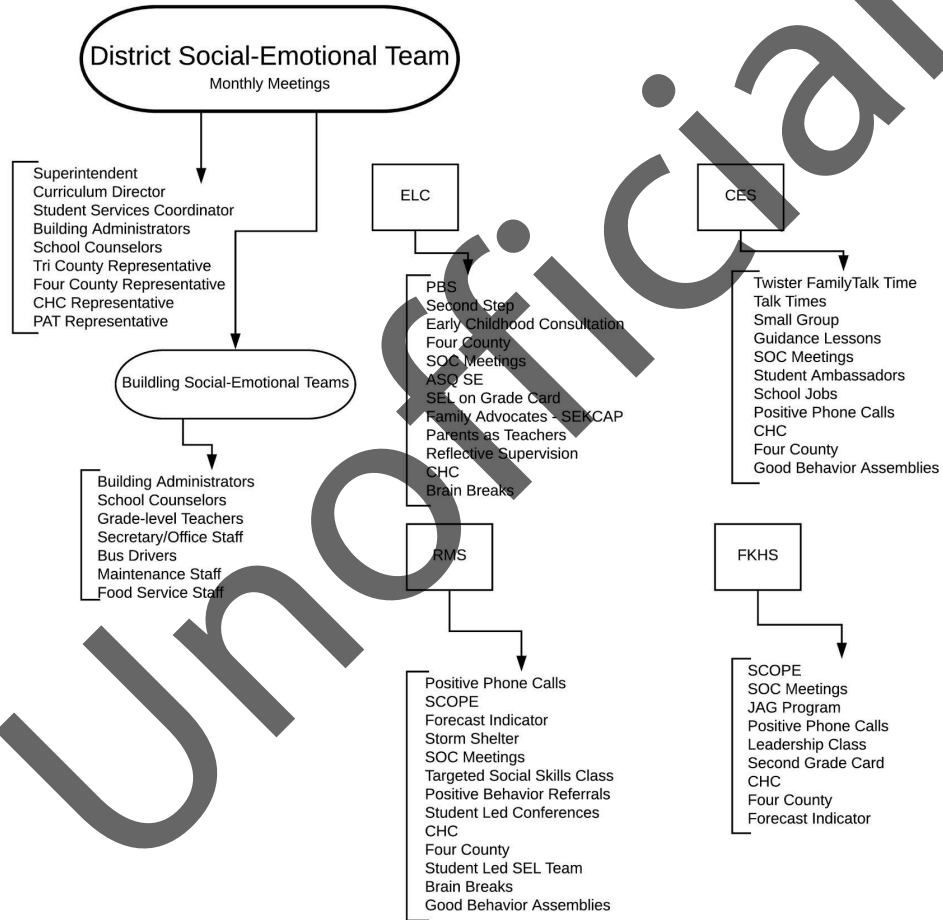 District Social-Emotional Team
Monthly Meetings
Superintendent
Curriculum Director
Student Services Coordinator
Building Administrators
School Counselors
Tri County Representative
Four County Representative
CHC Representative
PAT Representative
Buildling Social-Emotional Teams
Building Administrators
School Counselors
Grade-level Teachers
Secretary/Office Staff
Bus Drivers
Maintenance Staff
Food Service Staff
ELC
PBS
Second Step
Early Childhood Consultation
Four County
SOC Meetings
ASQ SE
SEL on Grade Card
Family Advocates - SEKCAP
Parents as Teachers
Reflective Supervision
CHC
Brain Breaks
CES
Twister FamilyTalk Time
Talk Times
Small Group
Guidance Lessons
SOC Meetings
Student Ambassadors
School Jobs
Positive Phone Calls
CHC
Four County
Good Behavior Assemblies
RMS
Positive Phone Calls
SCOPE
Forecast Indicator
Storm Shelter
SOC Meetings
Targeted Social Skills Class
Positive Behavior Referrals
Student Led Conferences
CHC
Four County
Student Led SEL Team
Brain Breaks
Good Behavior Assemblies
FKHS
SCOPE
SOC Meetings
JAG Program
Positive Phone Calls
Leadership Class
Second Grade Card
CHC
Four County
Forecast Indicator
Unofficial